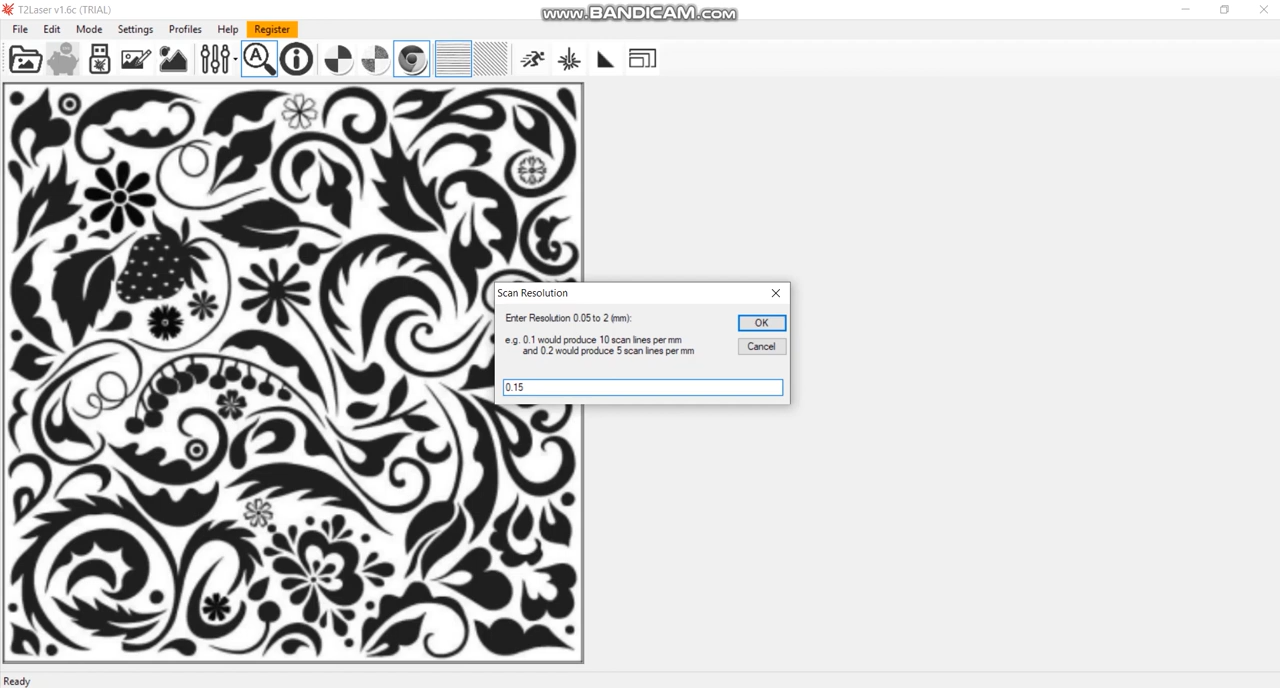 T2Laser v1.6c (TRIAL)
www.BANDICAM.com
File Edit Mode Settings Profiles Help Register
Scan Resolution
Enter Resolution 0.05 to 2 (mm):
OK
e.g. 0.1 would produce 10 scan lines per mm
and 0.2 would produce 5 scan lines per mm
Cancel
0.15
Ready